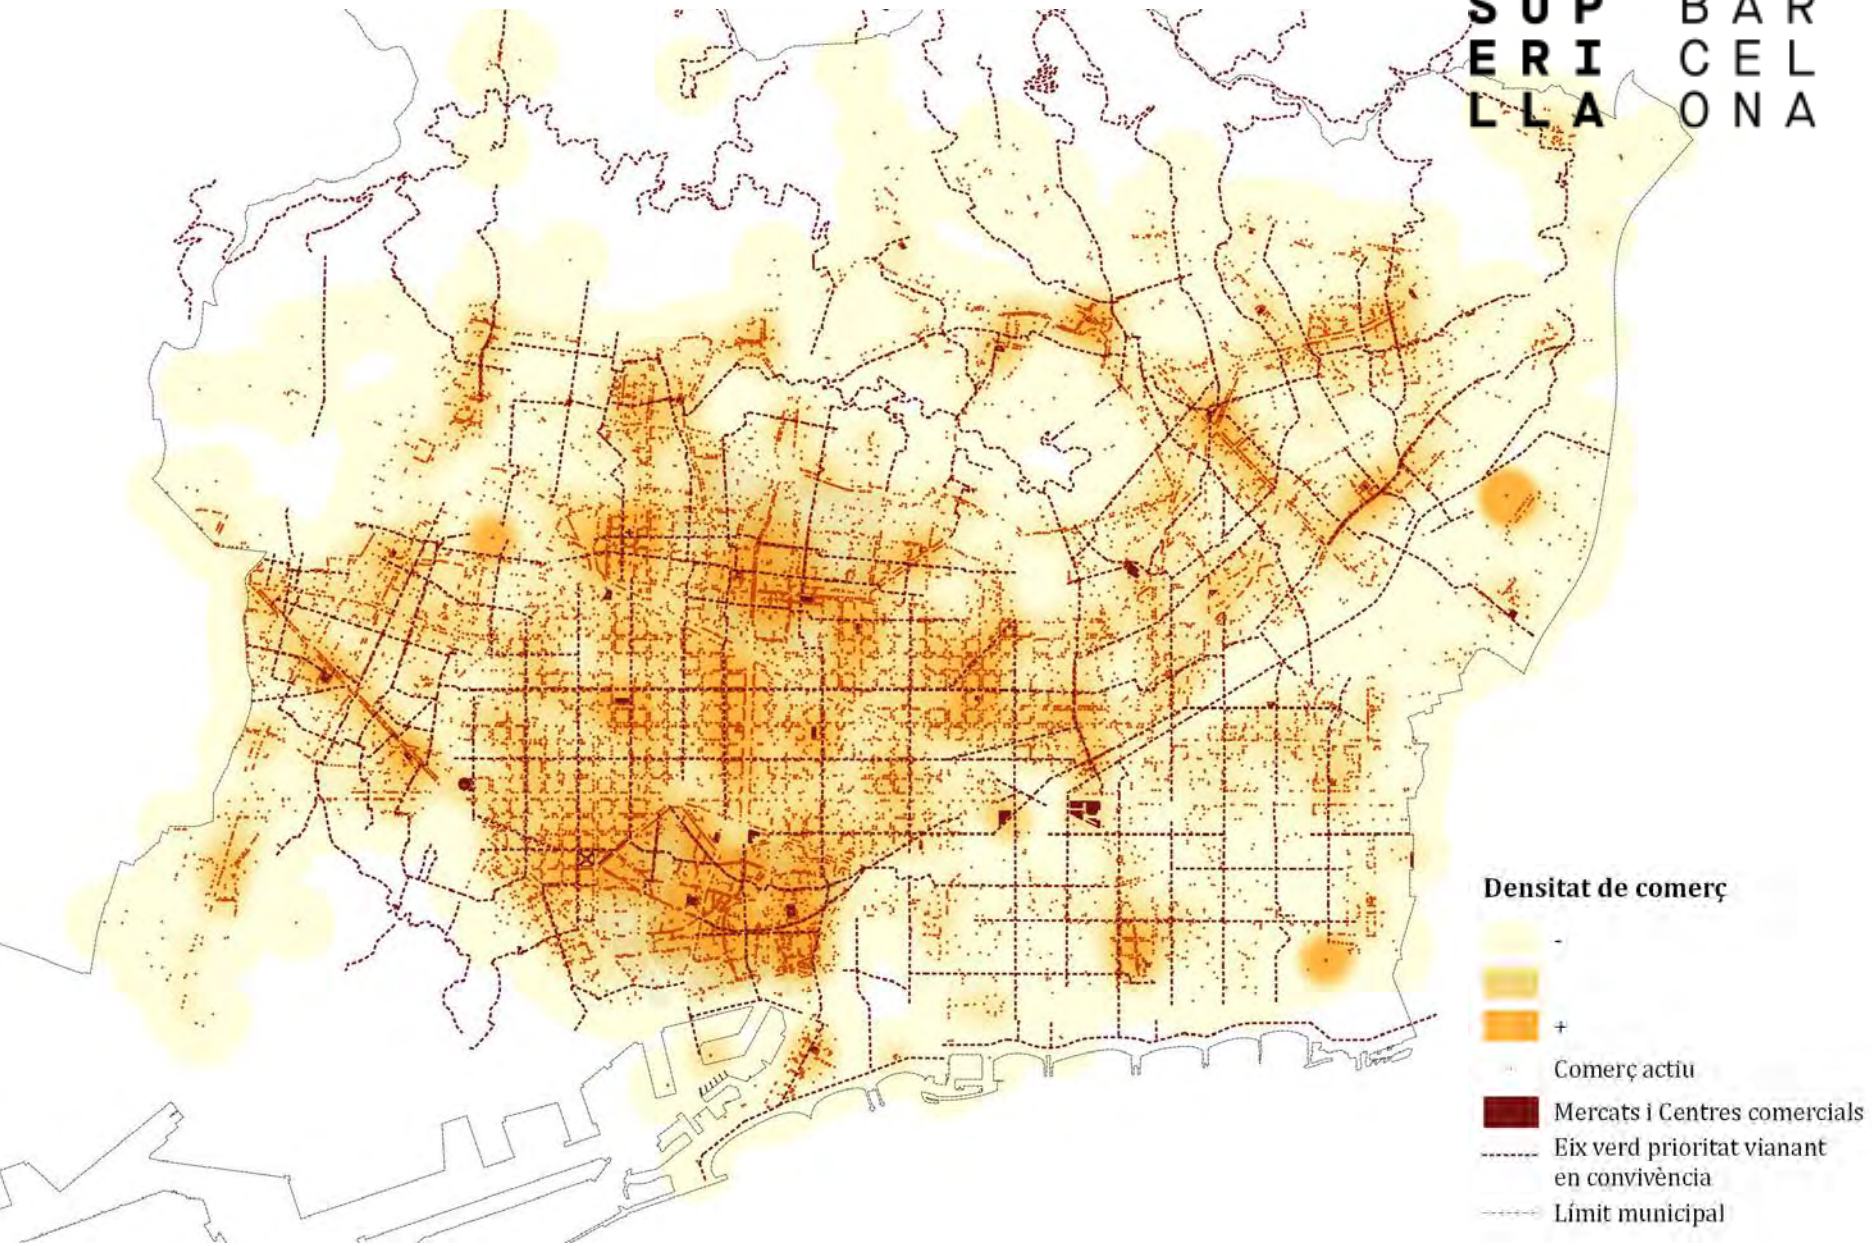 SUP BAR
ERI CEL
LLA ONA
Densitat de comerç
-
+
Comerç actiu
Mercats i Centres comercials
Eix verd prioritat vianant
en convivència
Límit municipal